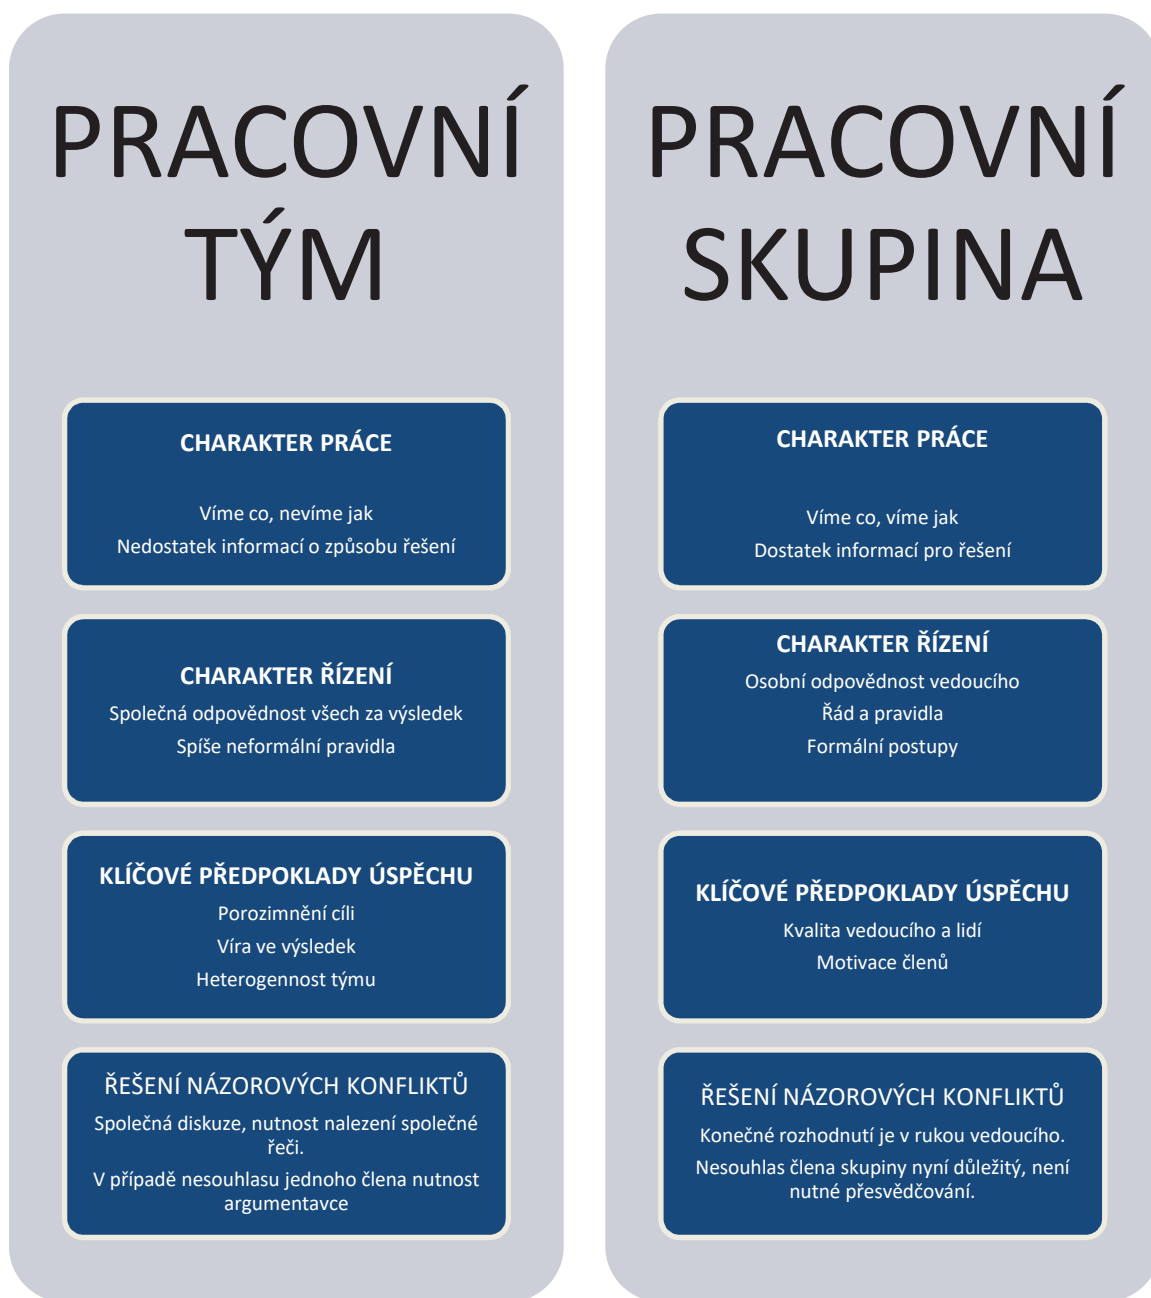 PRACOVNÍ
TÝM
CHARAKTER PRÁCE
Víme co, nevíme jak
Nedostatek informací o způsobu řešení
CHARAKTER ŘÍZENÍ
Společná odpovědnost všech za výsledek
Spíše neformální pravidla
KLÍČOVÉ PŘEDPOKLADY ÚSPĚCHU
Porozimnění cíli
Víra ve výsledek
Heterogennost týmu
ŘEŠENÍ NÁZOROVÝCH KONFLIKTŮ
Společná diskuze, nutnost nalezení společné
řeči.
V případě nesouhlasu jednoho člena nutnost
argumentavce
PRACOVNÍ
SKUPINA
CHARAKTER PRÁCE
Víme co, víme jak
Dostatek informací pro řešení
CHARAKTER ŘÍZENÍ
Osobní odpovědnost vedoucího
Řád a pravidla
Formální postupy
KLÍČOVÉ PŘEDPOKLADY ÚSPĚCHU
Kvalita vedoucího a lidí
Motivace členů
ŘEŠENÍ NÁZOROVÝCH KONFLIKTŮ
Konečné rozhodnutí je v rukou vedoucího.
Nesouhlas člena skupiny nyní důležitý, není
nutné přesvědčování.